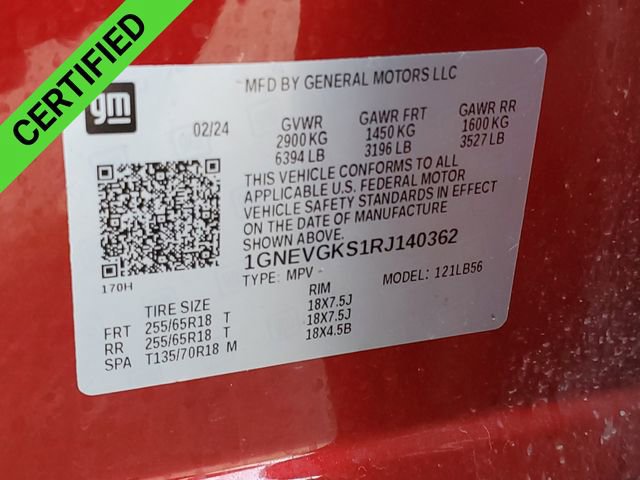 CERTIFIED
gm
MFD BY GENERAL MOTORS LLC
02/24 GVWR GAWR FRT GAWR RR
2900 KG 1450 KG 1600 KG
6394 LB 3196 LB 3527 LB
THIS VEHICLE CONFORMS TO ALL
APPLICABLE U.S. FEDERAL MOTOR
VEHICLE SAFETY STANDARDS IN EFFECT
ON THE DATE OF MANUFACTURE
SHOWN ABOVE.
1GNEVGKS1RJ140362
TYPE: MPV MODEL: 121LB56
170H
TIRE SIZE RIM
FRT 255/65R18 T 18X7.5J
RR 255/65R18 T 18X7.5J
SPA T135/70R18 M 18X4.5B